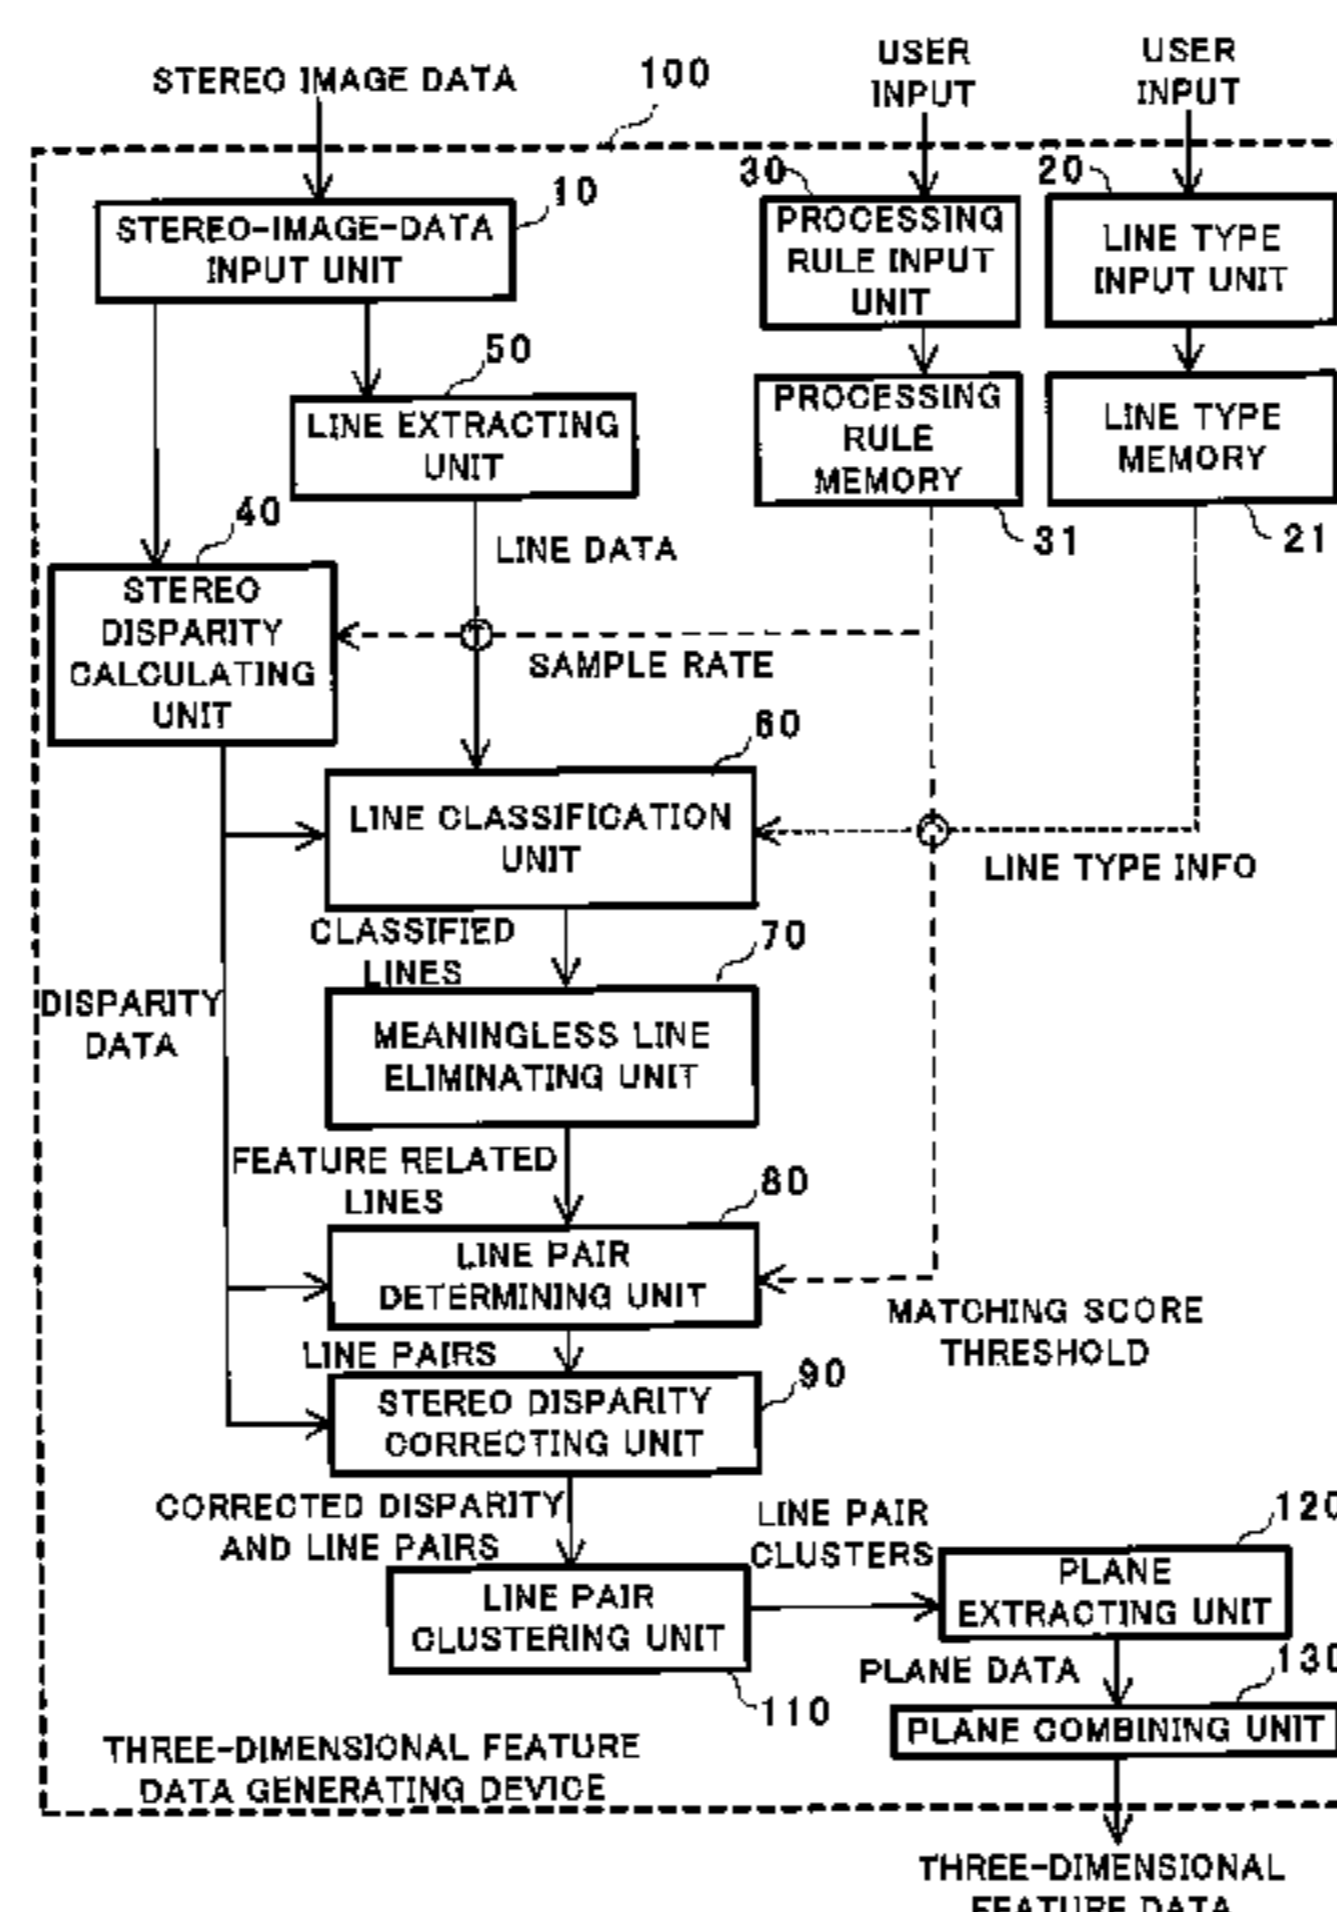 STEREO IMAGE DATA
100
USER
INPUT
USER
INPUT
10
STEREO-IMAGE-DATA
INPUT UNIT
30
PROCESSING
RULE INPUT
UNIT
20
LINE TYPE
INPUT UNIT
50
LINE EXTRACTING
UNIT
PROCESSING
RULE
MEMORY
31
LINE TYPE
MEMORY
21
40
STEREO
DISPARITY
CALCULATING
UNIT
LINE DATA
SAMPLE RATE
60
LINE CLASSIFICATION
UNIT
LINE TYPE INFO
CLASSIFIED
LINES
70
DISPARITY
DATA
MEANINGLESS LINE
ELIMINATING UNIT
FEATURE RELATED
LINES
80
LINE PAIR
DETERMINING UNIT
MATCHING SCORE
THRESHOLD
LINE PAIRS
90
STEREO DISPARITY
CORRECTING UNIT
CORRECTED DISPARITY
AND LINE PAIRS
LINE PAIR
CLUSTERS
120
LINE PAIR
CLUSTERING UNIT
110
PLANE
EXTRACTING UNIT
PLANE DATA
130
PLANE COMBINING UNIT
THREE-DIMENSIONAL FEATURE
DATA GENERATING DEVICE
THREE-DIMENSIONAL
FEATURE DATA